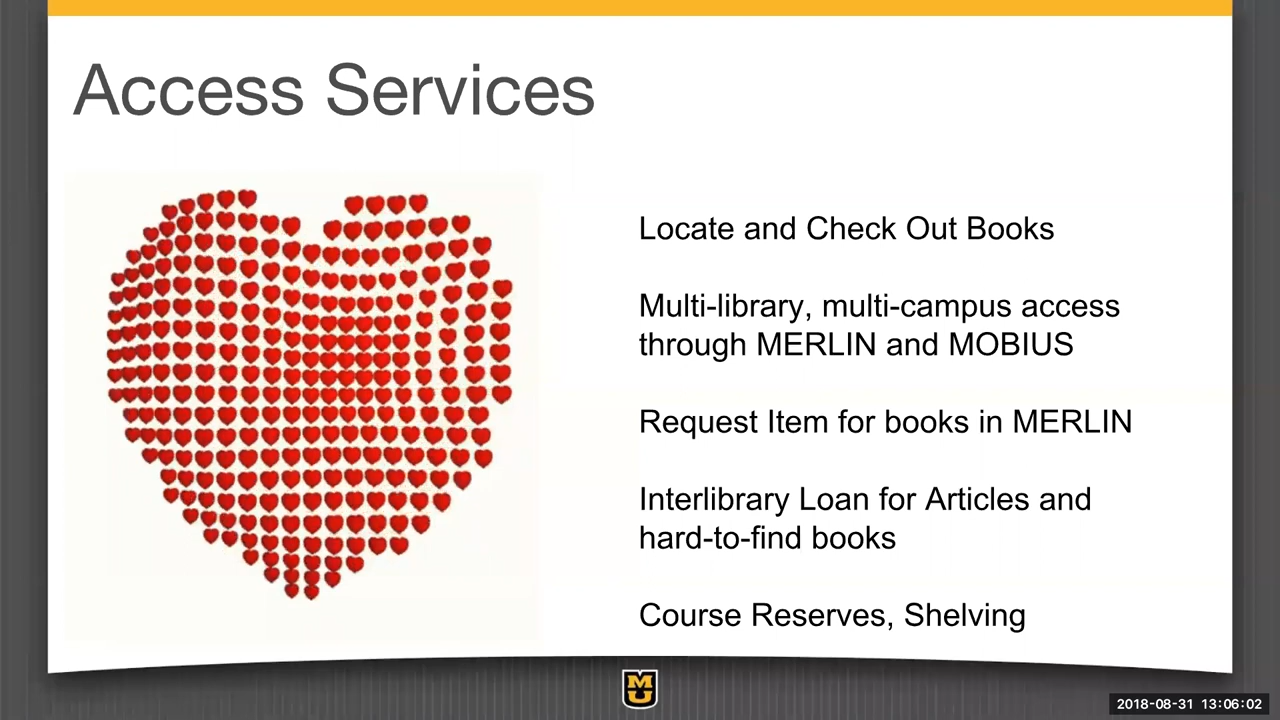 Access Services
Locate and Check Out Books
Multi-library, multi-campus access
through MERLIN and MOBIUS
Request Item for books in MERLIN
Interlibrary Loan for Articles and
hard-to-find books
Course Reserves, Shelving
MU
2018-08-31 13:06:02